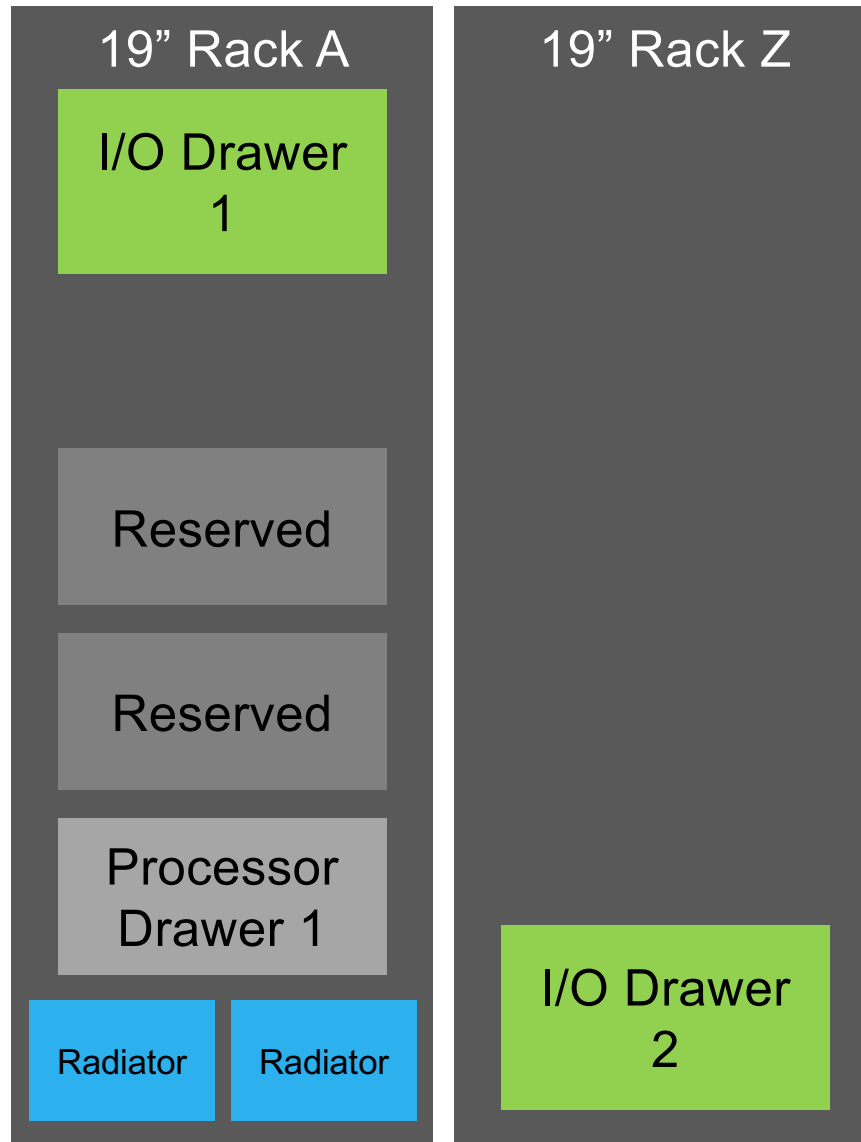 19” Rack A
I/O Drawer
1
Reserved
Reserved
Processor
Drawer 1
Radiator
Radiator
19” Rack Z
I/O Drawer
2